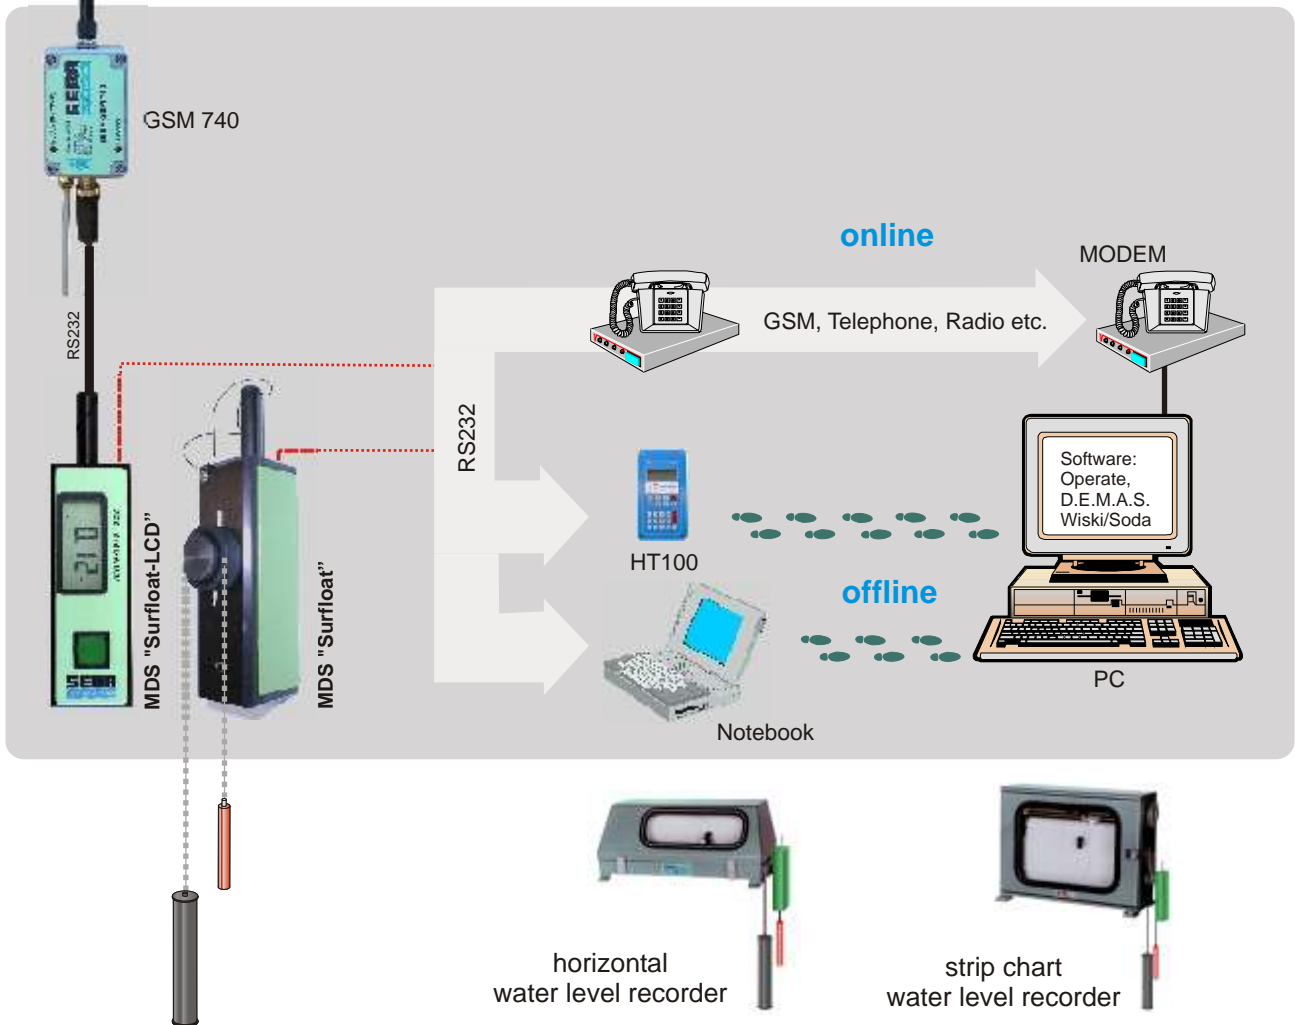 GSM 740
SEBA
RS232
online
MODEM
GSM, Telephone, Radio etc.
RS232
Software:
Operate,
D.E.M.A.S.
Wiski/Soda
HT100
offline
-21.0
SEBA
MDS "Surfloat-LCD”
MDS "Surfloat”
PC
Notebook
horizontal
water level recorder
strip chart
water level recorder